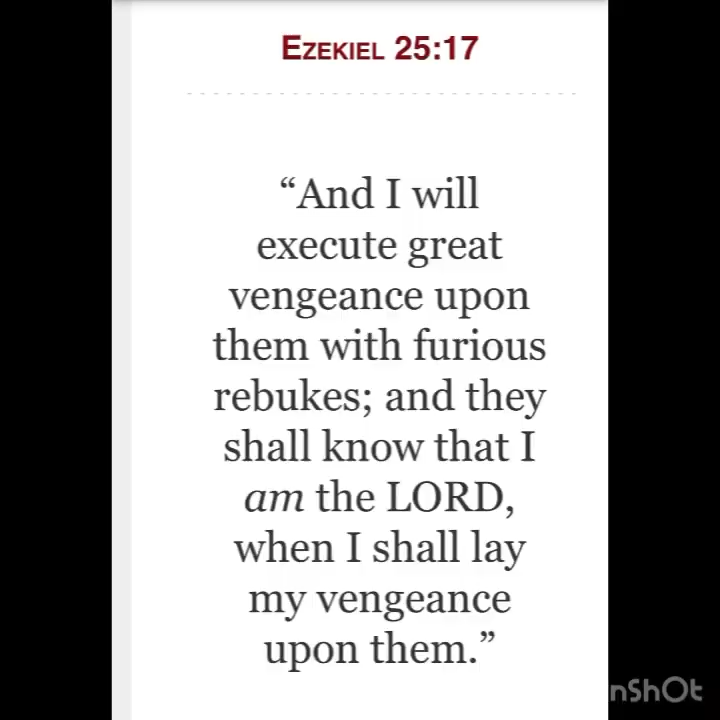 EZEKIEL 25:17
“And I will
execute great
vengeance upon
them with furious
rebukes; and they
shall know that I
am the LORD,
when I shall lay
my vengeance
upon them.”
nShOt